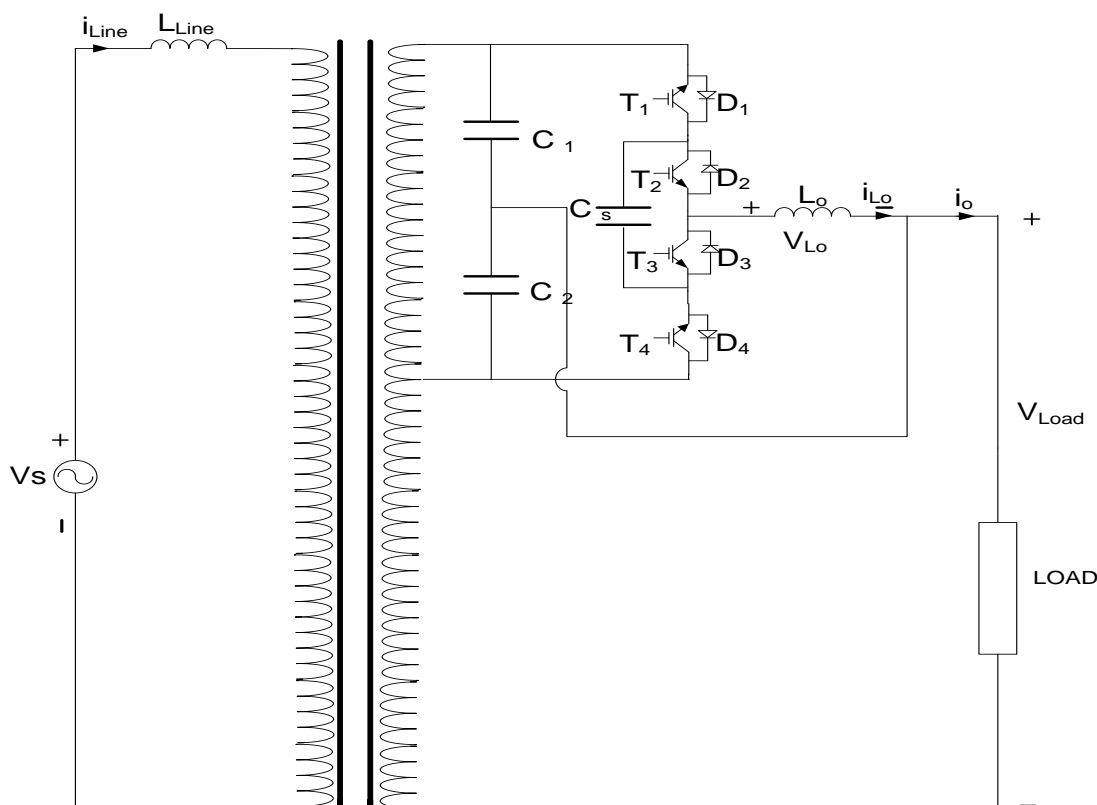 iLine
LLine
T1
D1
C 1
T2
D2
C s
Lo
iLo
io
+
+
VLo
T3
D3
C 2
T4
D4
VLoad
+
Vs
-
LOAD
-